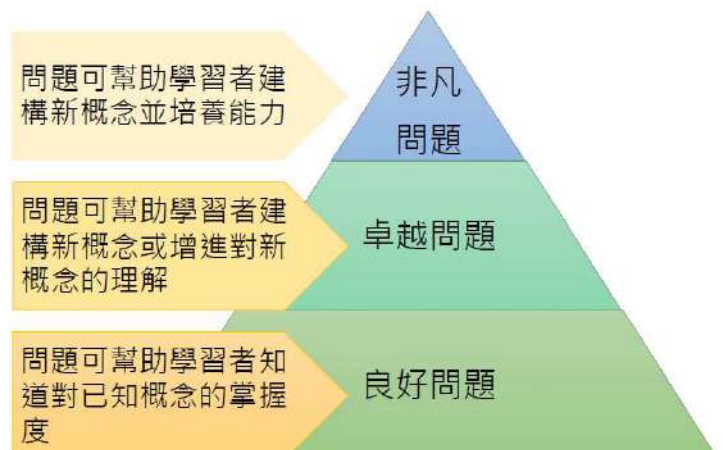 問題可幫助學習者建
構新概念並培養能力
非凡
問題
問題可幫助學習者建
構新概念或增進對新
概念的理解
卓越問題
問題可幫助學習者知
道對已知概念的掌握
度
良好問題